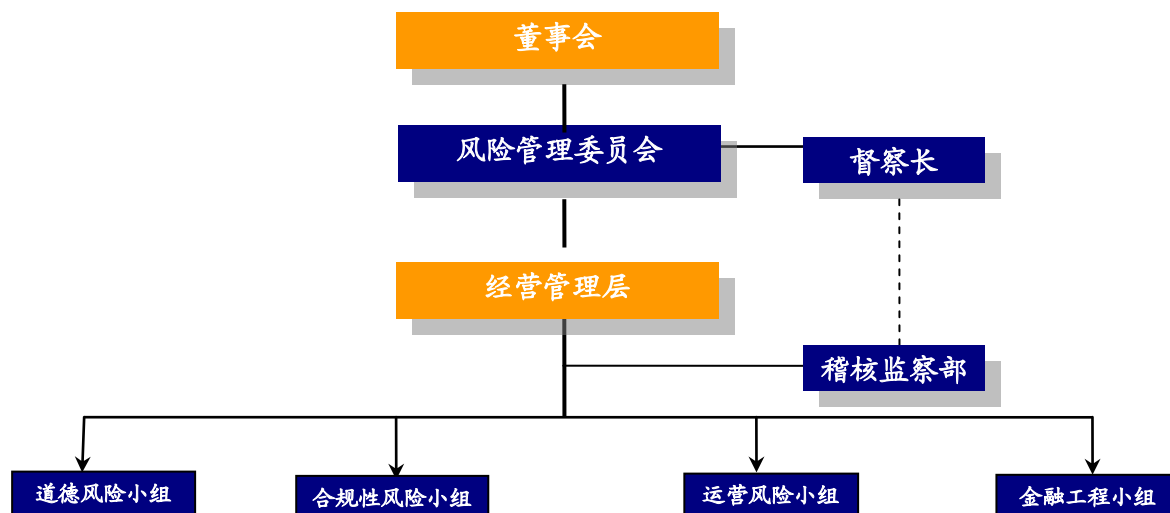 董事会
风险管理委员会
督察长
经营管理层
稽核监察部
道德风险小组
合规性风险小组
运营风险小组
金融工程小组